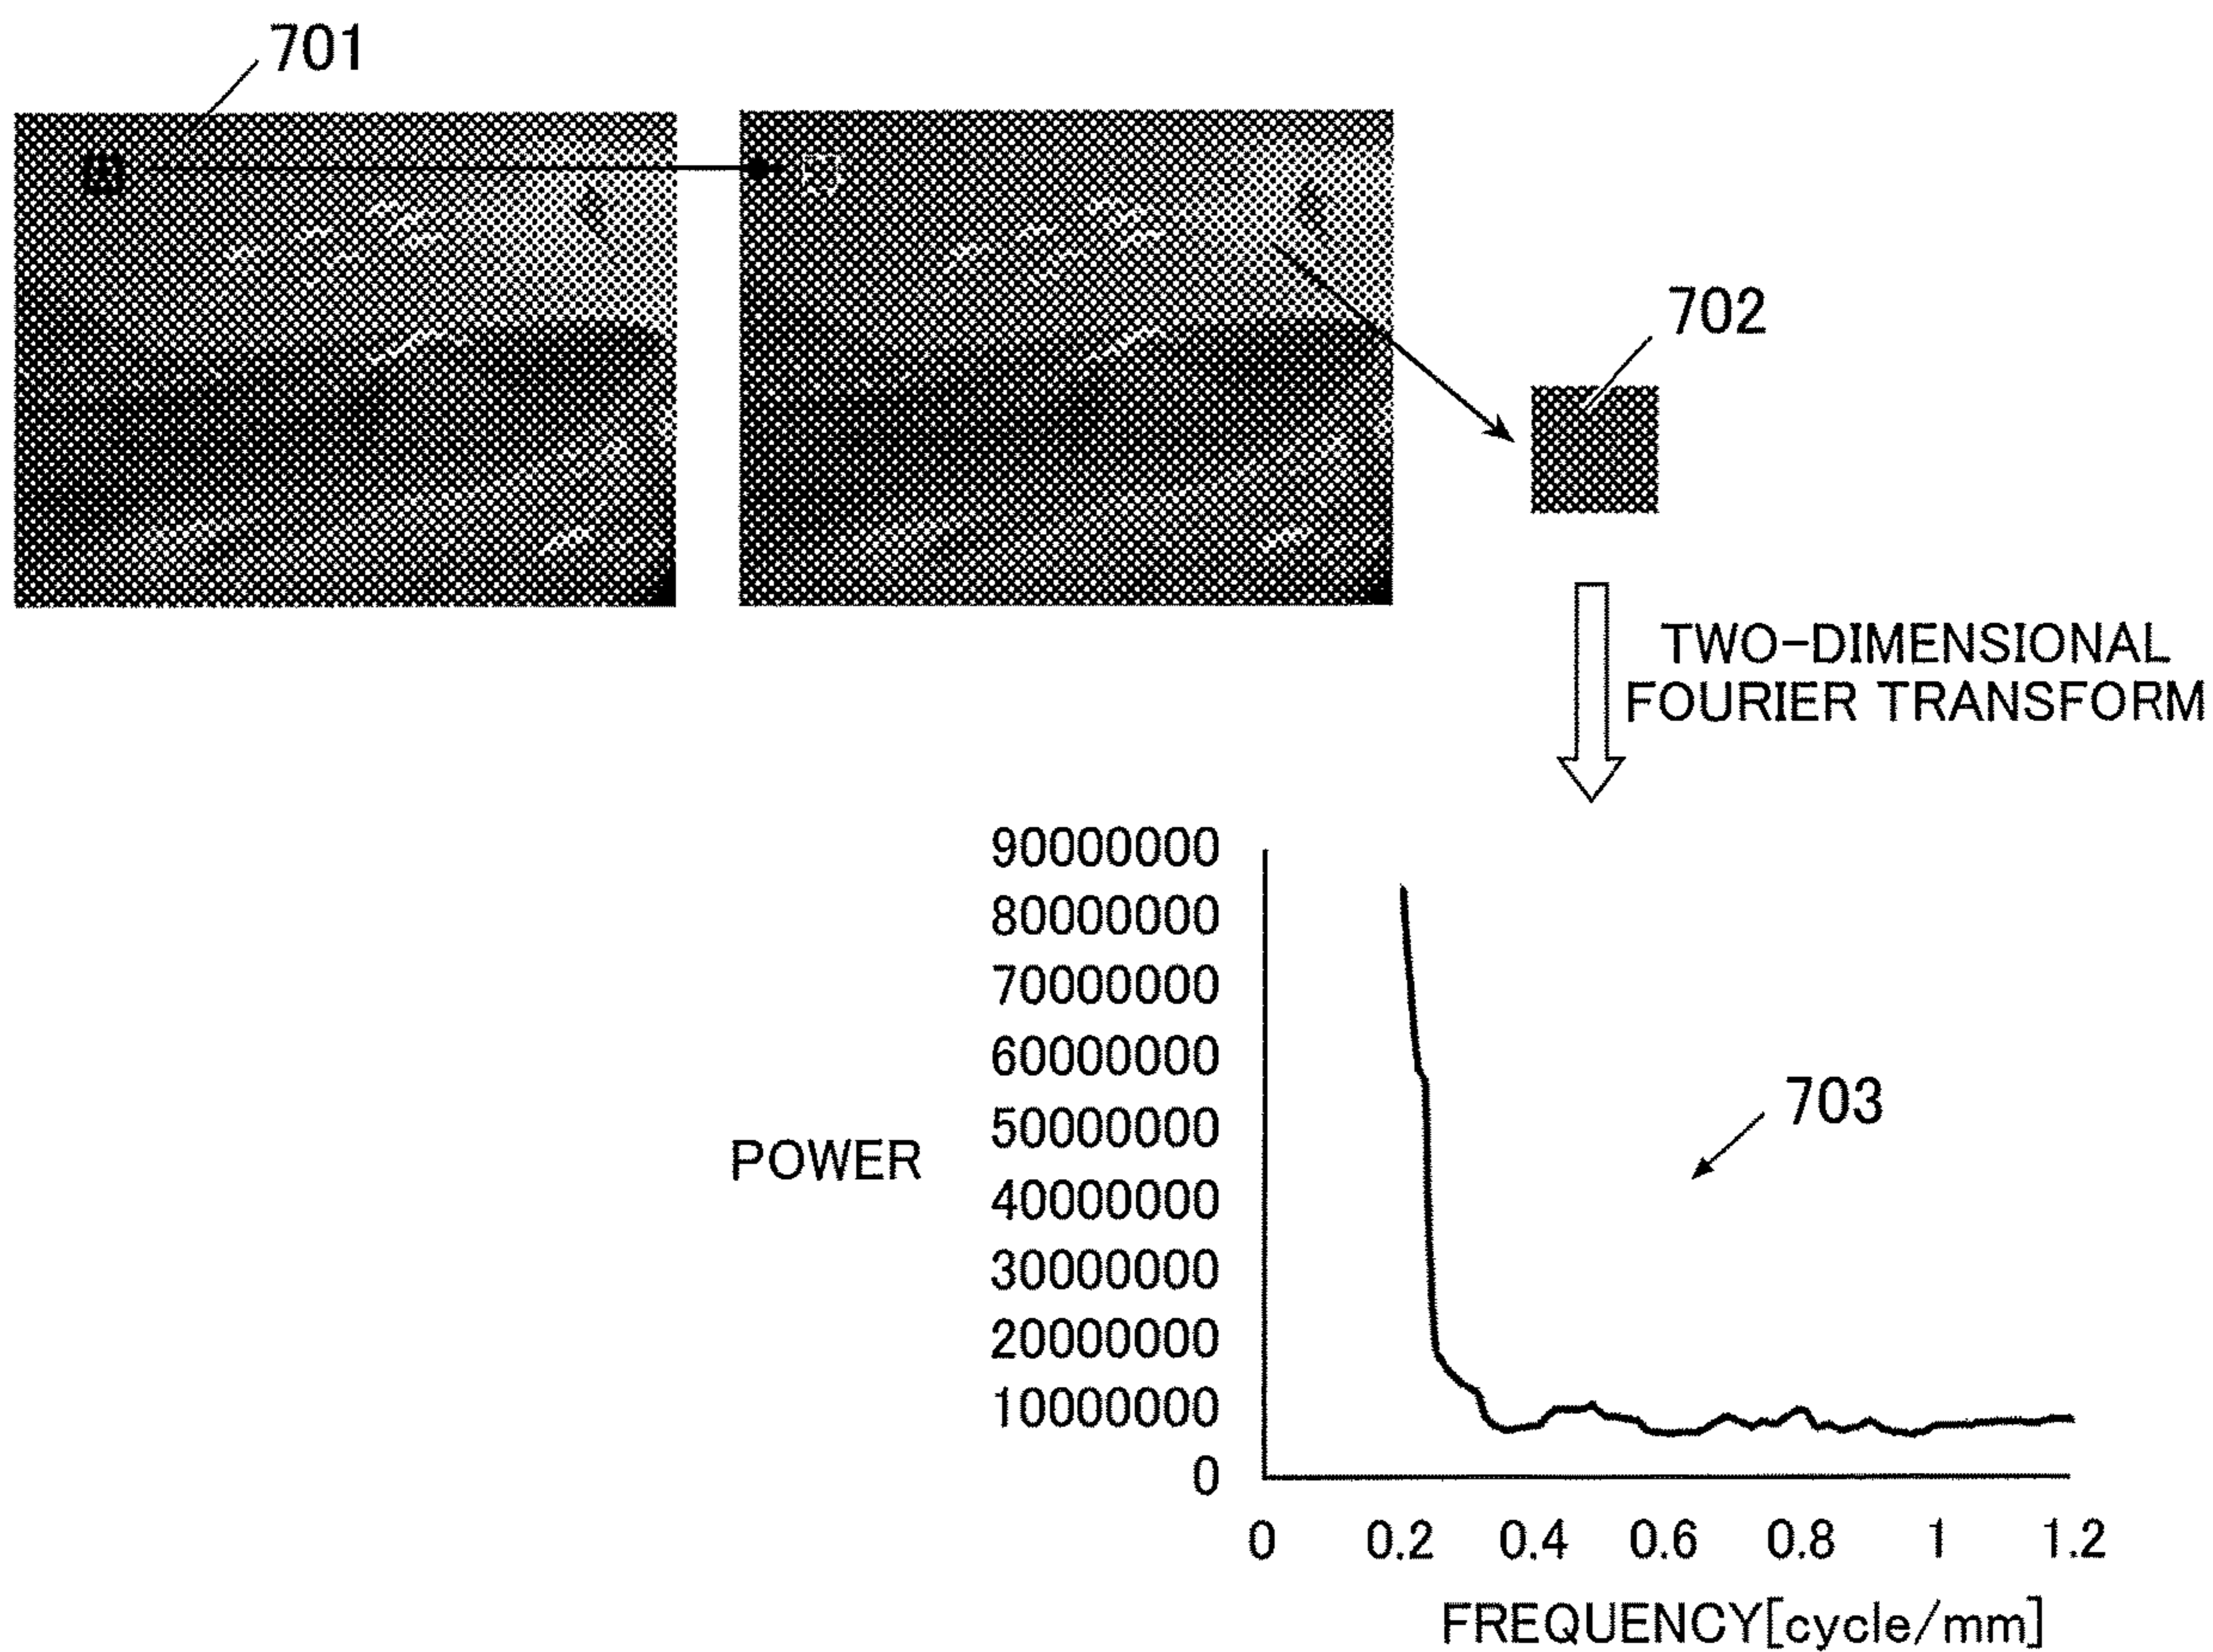 701
702
TWO-DIMENSIONAL
FOURIER TRANSFORM
90000000
80000000
70000000
60000000
50000000
40000000
30000000
20000000
10000000
0
POWER
703
0 0.2 0.4 0.6 0.8 1 1.2
FREQUENCY[cycle/mm]